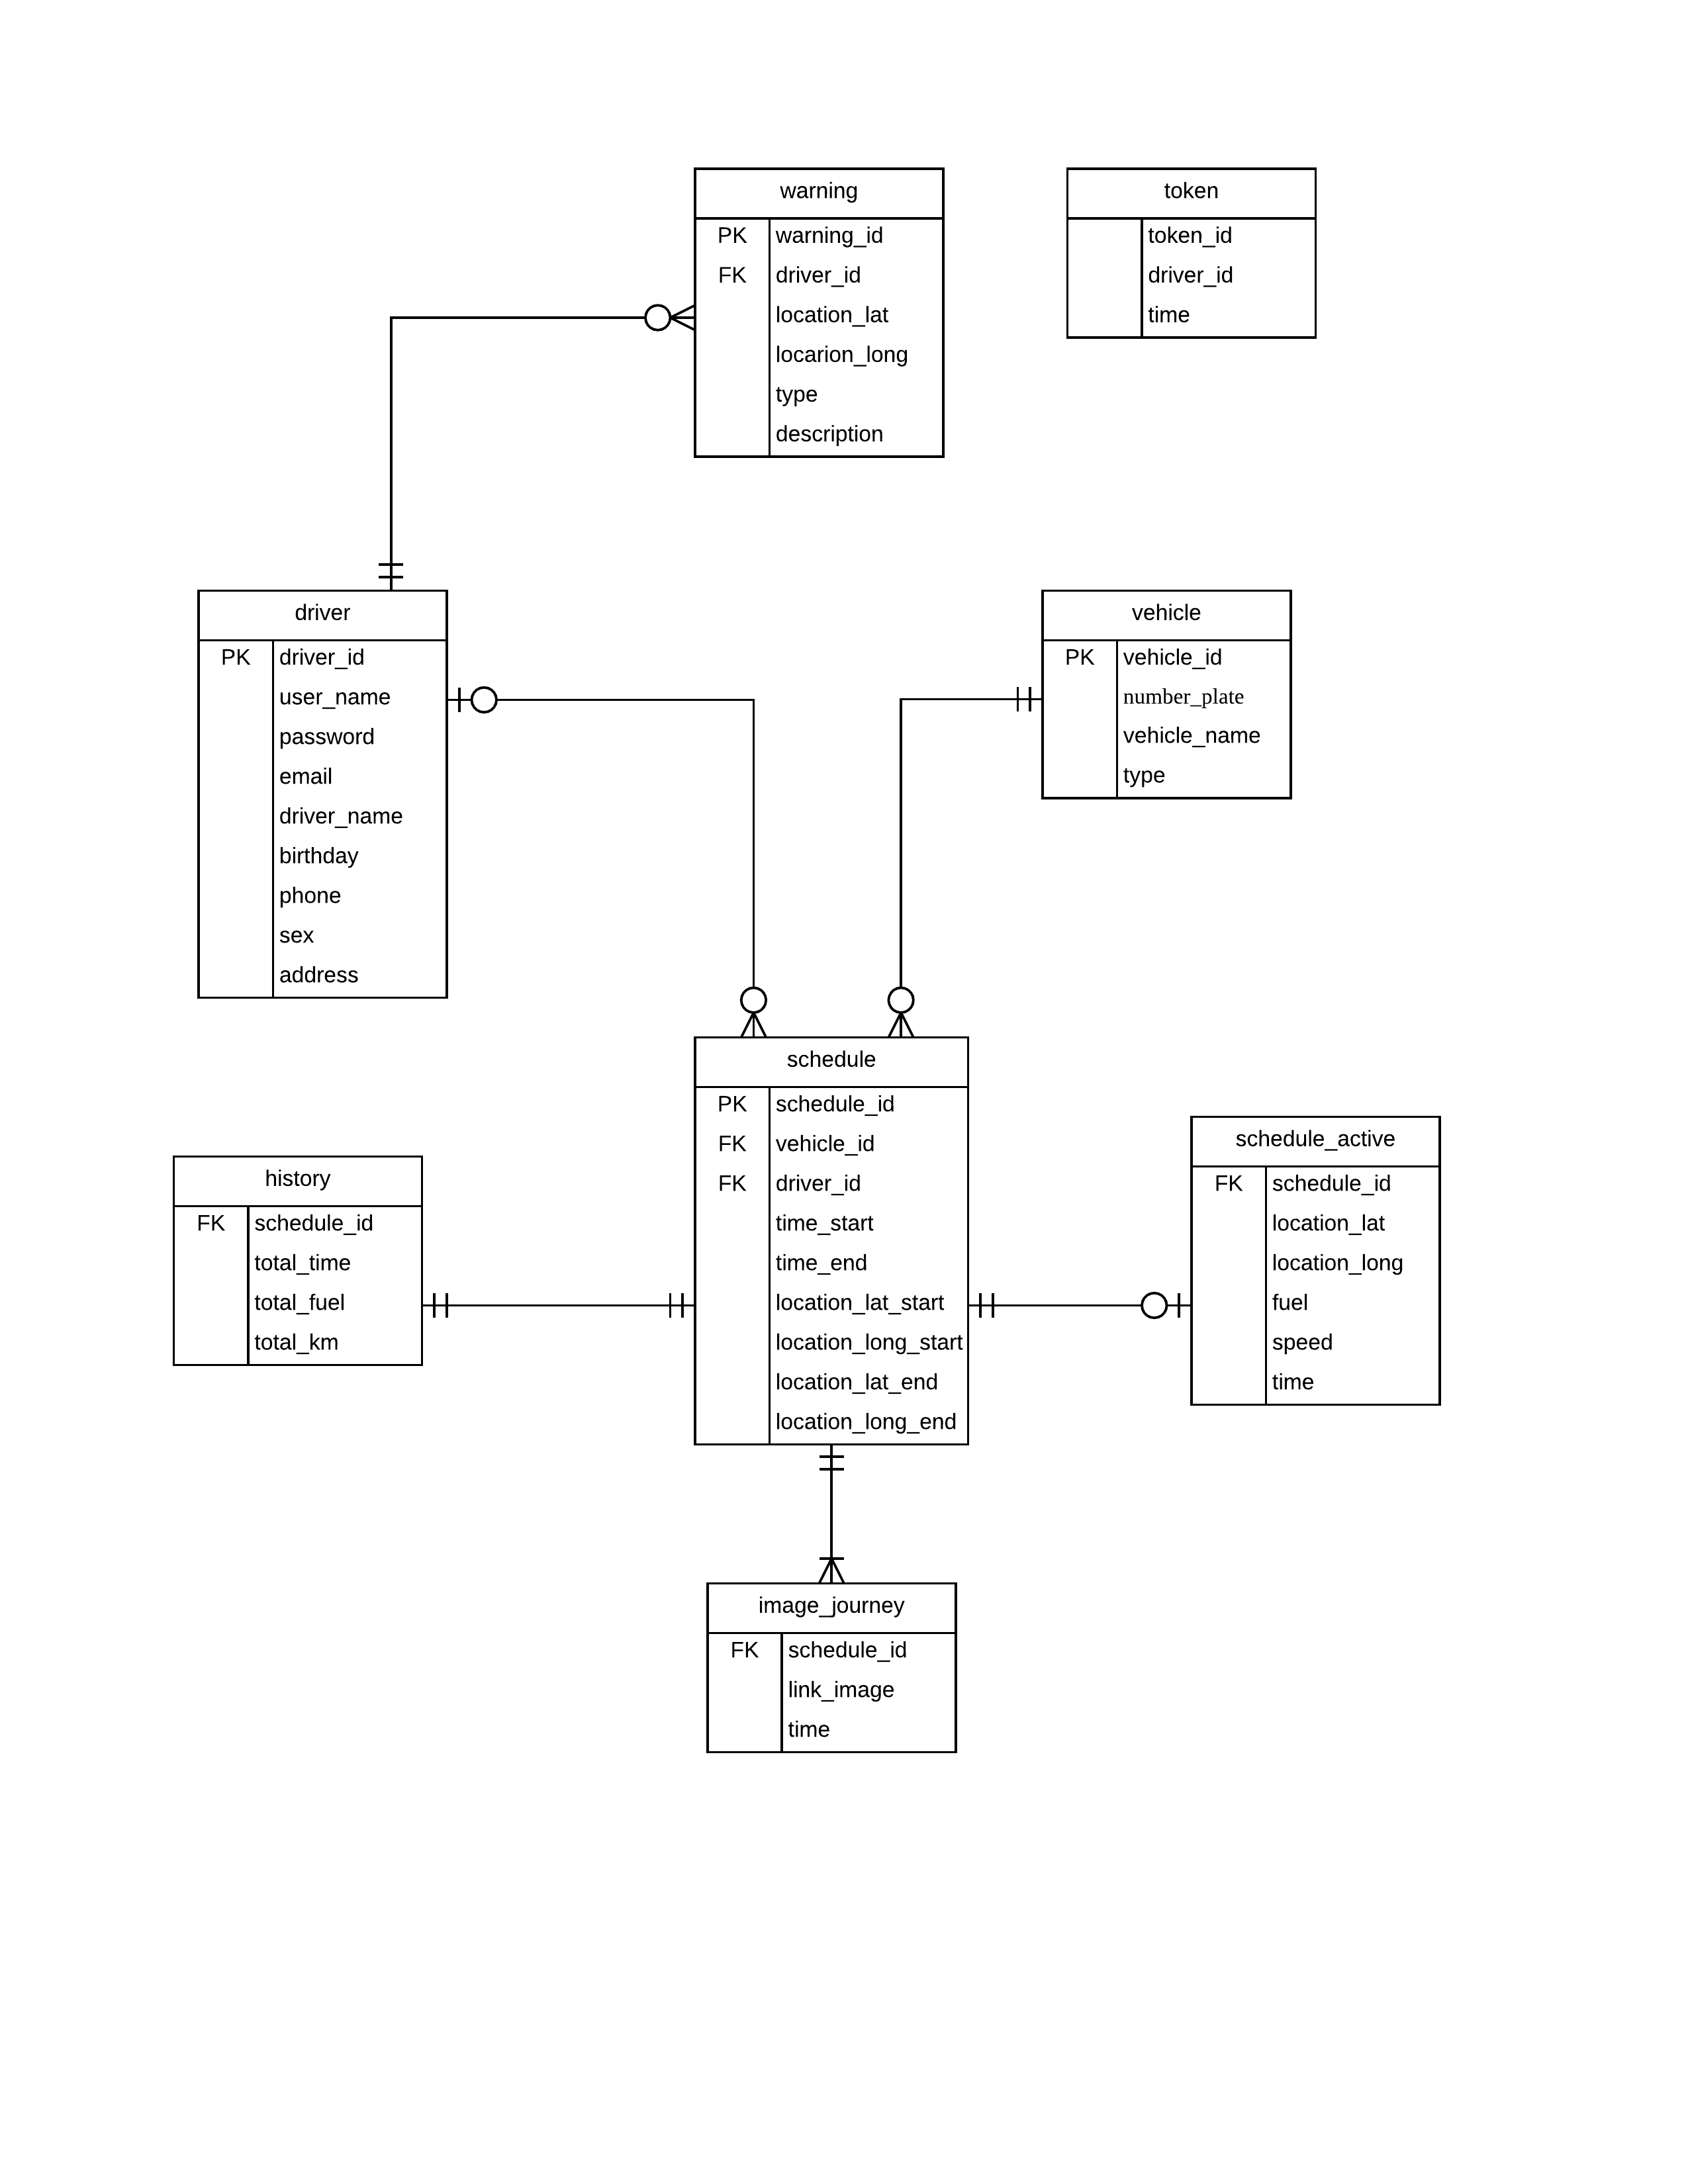 warning
PK warning_id
FK driver_id
location_lat
locarion_long
type
description
token
token_id
driver_id
time
driver
PK driver_id
user_name
password
email
driver_name
birthday
phone
sex
address
vehicle
PK vehicle_id
number_plate
vehicle_name
type
schedule
PK schedule_id
FK vehicle_id
FK driver_id
time_start
time_end
location_lat_start
location_long_start
location_lat_end
location_long_end
history
FK schedule_id
total_time
total_fuel
total_km
schedule_active
FK schedule_id
location_lat
location_long
fuel
speed
time
image_journey
FK schedule_id
link_image
time